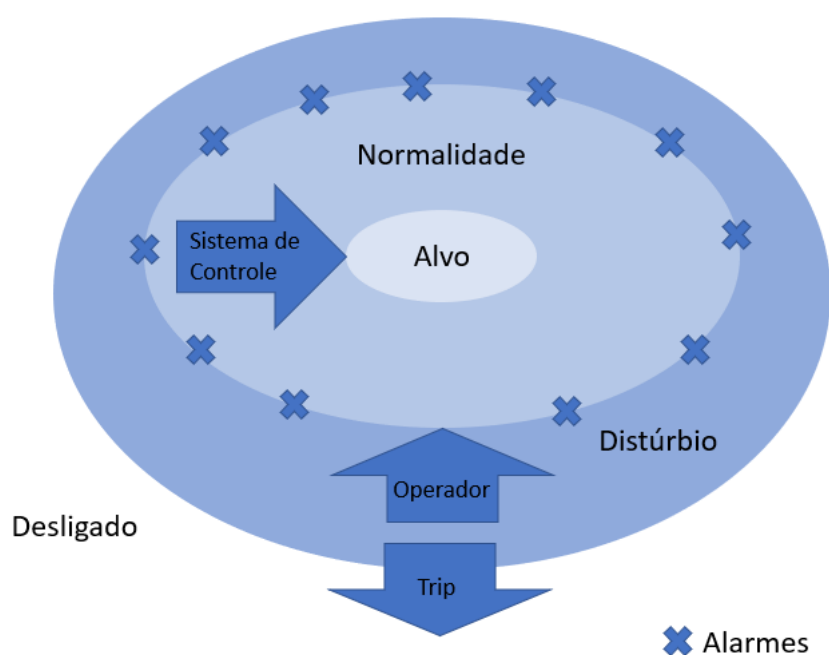 Normalidade
Sistema de
Controle
Alvo
Distúrbio
Operador
Desligado
Trip
Alarmes